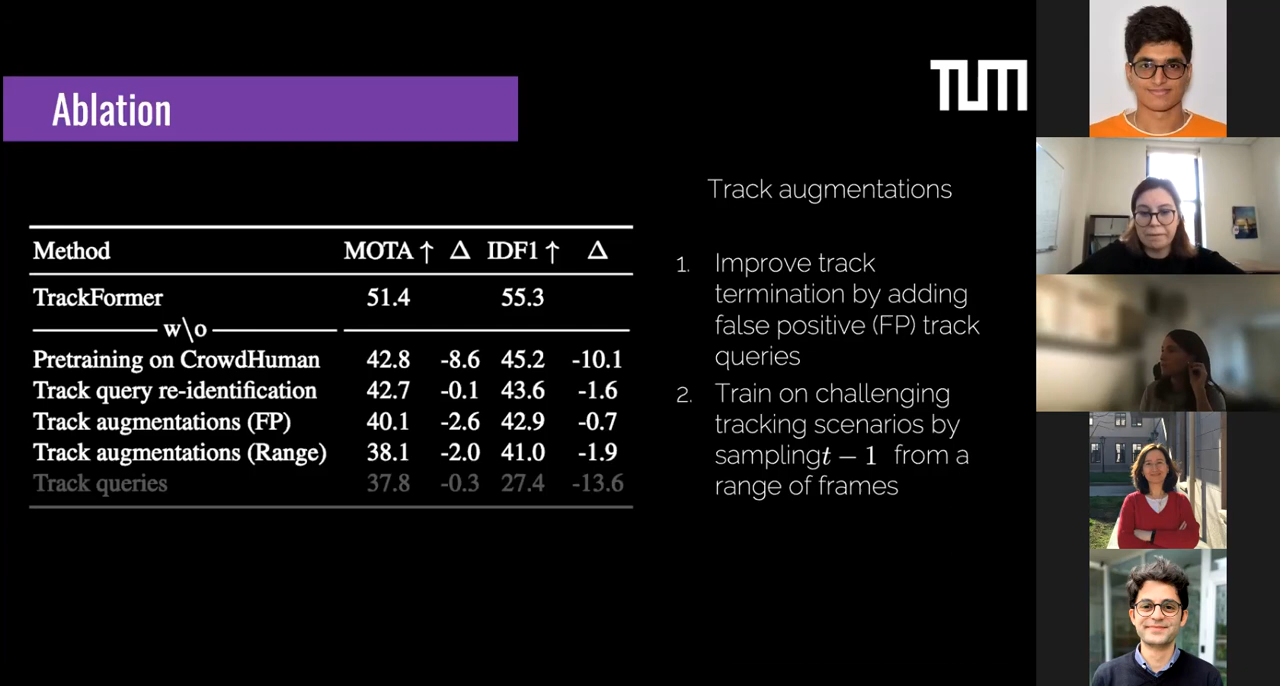 TUM
Ablation
Method MOTA ↑ Δ IDF1 ↑ Δ
TrackFormer 51.4 55.3
w\o
Pretraining on CrowdHuman 42.8 -8.6 45.2 -10.1
Track query re-identification 42.7 -0.1 43.6 -1.6
Track augmentations (FP) 40.1 -2.6 42.9 -0.7
Track augmentations (Range) 38.1 -2.0 41.0 -1.9
Track queries 37.8 -0.3 27.4 -13.6
Track augmentations
1. Improve track
termination by adding
false positive (FP) track
queries
2. Train on challenging
tracking scenarios by
sampling t − 1 from a
range of frames